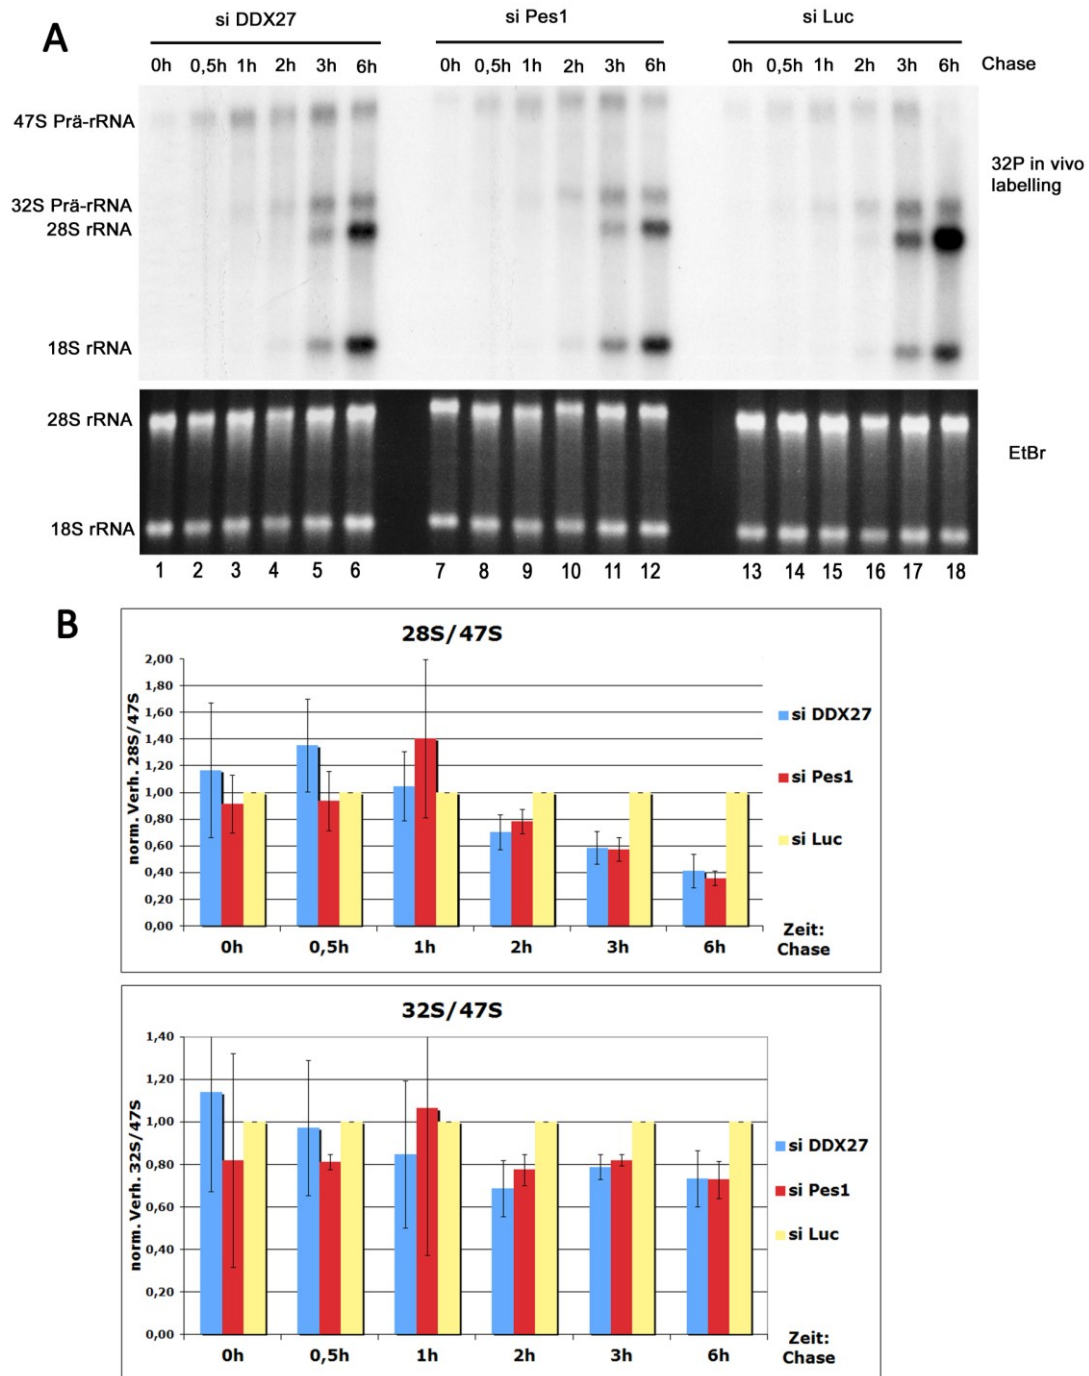 A
si DDX27 si Pes1 si Luc
0h 0,5h 1h 2h 3h 6h 0h 0,5h 1h 2h 3h 6h 0h 0,5h 1h 2h 3h 6h Chase
47S Prä-rRNA
32P in vivo
labelling
32S Prä-rRNA
28S rRNA
18S rRNA
28S rRNA
EtBr
18S rRNA
1 2 3 4 5 6 7 8 9 10 11 12 13 14 15 16 17 18
B
28S/47S
norm. Verh. 28S/47S
2,00
1,80
1,60
1,40
1,20
1,00
0,80
0,60
0,40
0,20
0,00
si DDX27
si Pes1
si Luc
0h 0,5h 1h 2h 3h 6h
Zeit:
Chase
32S/47S
norm. Verh. 32S/47S
1,40
1,20
1,00
0,80
0,60
0,40
0,20
0,00
si DDX27
si Pes1
si Luc
0h 0,5h 1h 2h 3h 6h
Zeit:
Chase